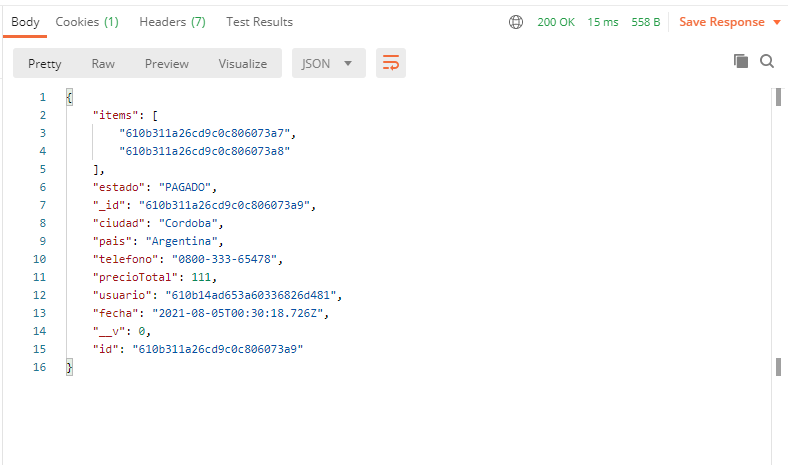 Body Cookies (1) Headers (7) Test Results 200 OK 15 ms 558 B Save Response
Pretty Raw Preview Visualize JSON
1 {
2 "items": [
3 "610b311a26cd9c0c806073a7",
4 "610b311a26cd9c0c806073a8"
5 ],
6 "estado": "PAGADO",
7 "_id": "610b311a26cd9c0c806073a9",
8 "ciudad": "Cordoba",
9 "pais": "Argentina",
10 "telefono": "0800-333-65478",
11 "precioTotal": 111,
12 "usuario": "610b14ad653a60336826d481",
13 "fecha": "2021-08-05T00:30:18.726Z",
14 "__v": 0,
15 "id": "610b311a26cd9c0c806073a9"
16 }